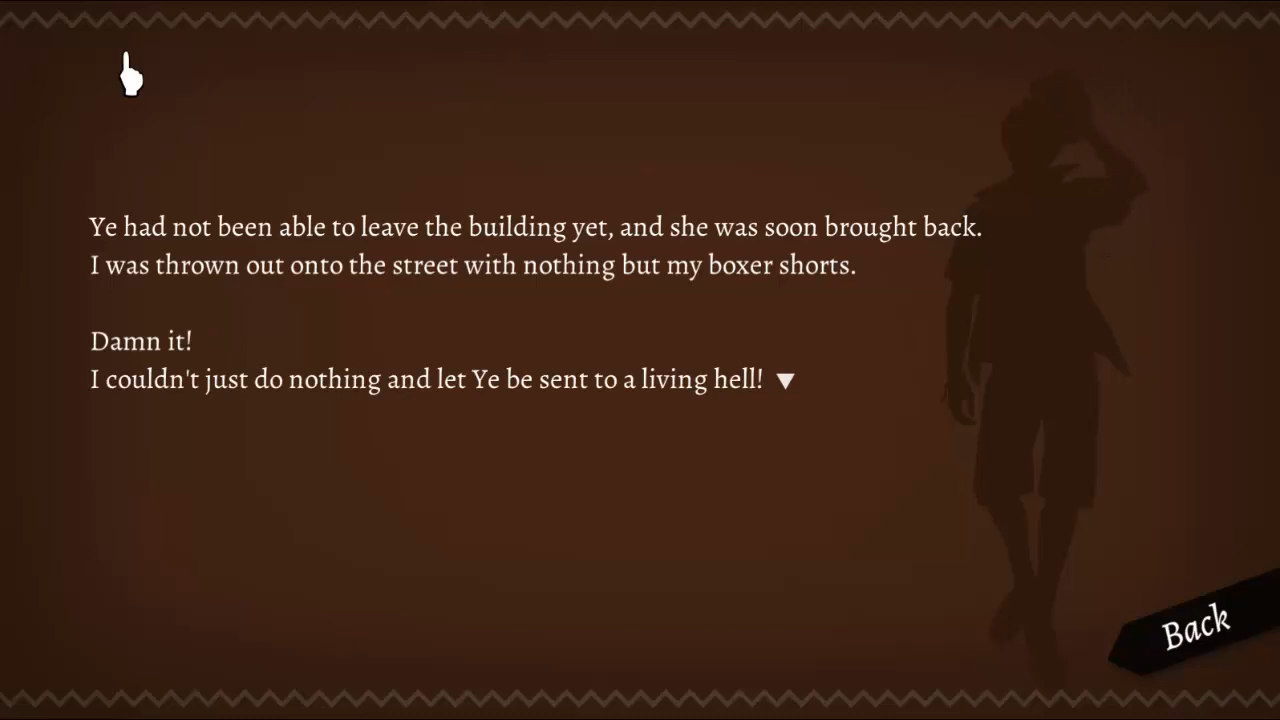 Ye had not been able to leave the building yet, and she was soon brought back.
I was thrown out onto the street with nothing but my boxer shorts.
Damn it!
I couldn't just do nothing and let Ye be sent to a living hell!
Back